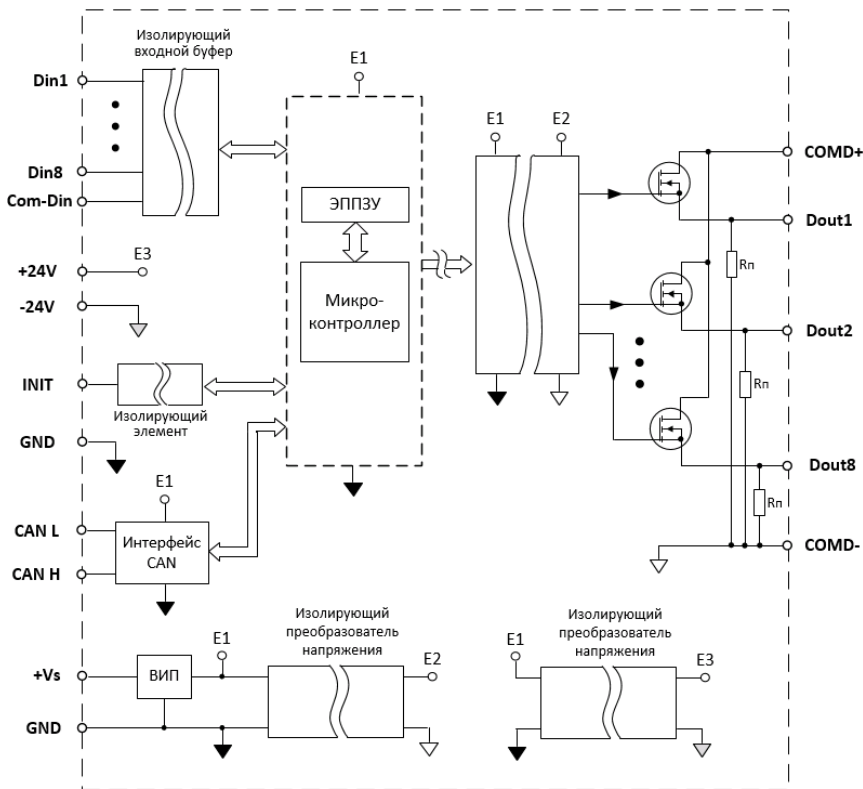 Изолирующий
входной буфер
E1
Din1
E1
E2
COMD+
Din8
Com-Din
ЭППЗУ
Dout1
+24V
E3
Rп
-24V
Микро-
контроллер
Dout2
INIT
Rп
Изолирующий
элемент
GND
Dout8
E1
Rп
CAN L
Интерфейс
CAN
COMD-
CAN H
Изолирующий
преобразователь
напряжения
Изолирующий
преобразователь
напряжения
E1
E2
E1
E3
+Vs
ВИП
GND